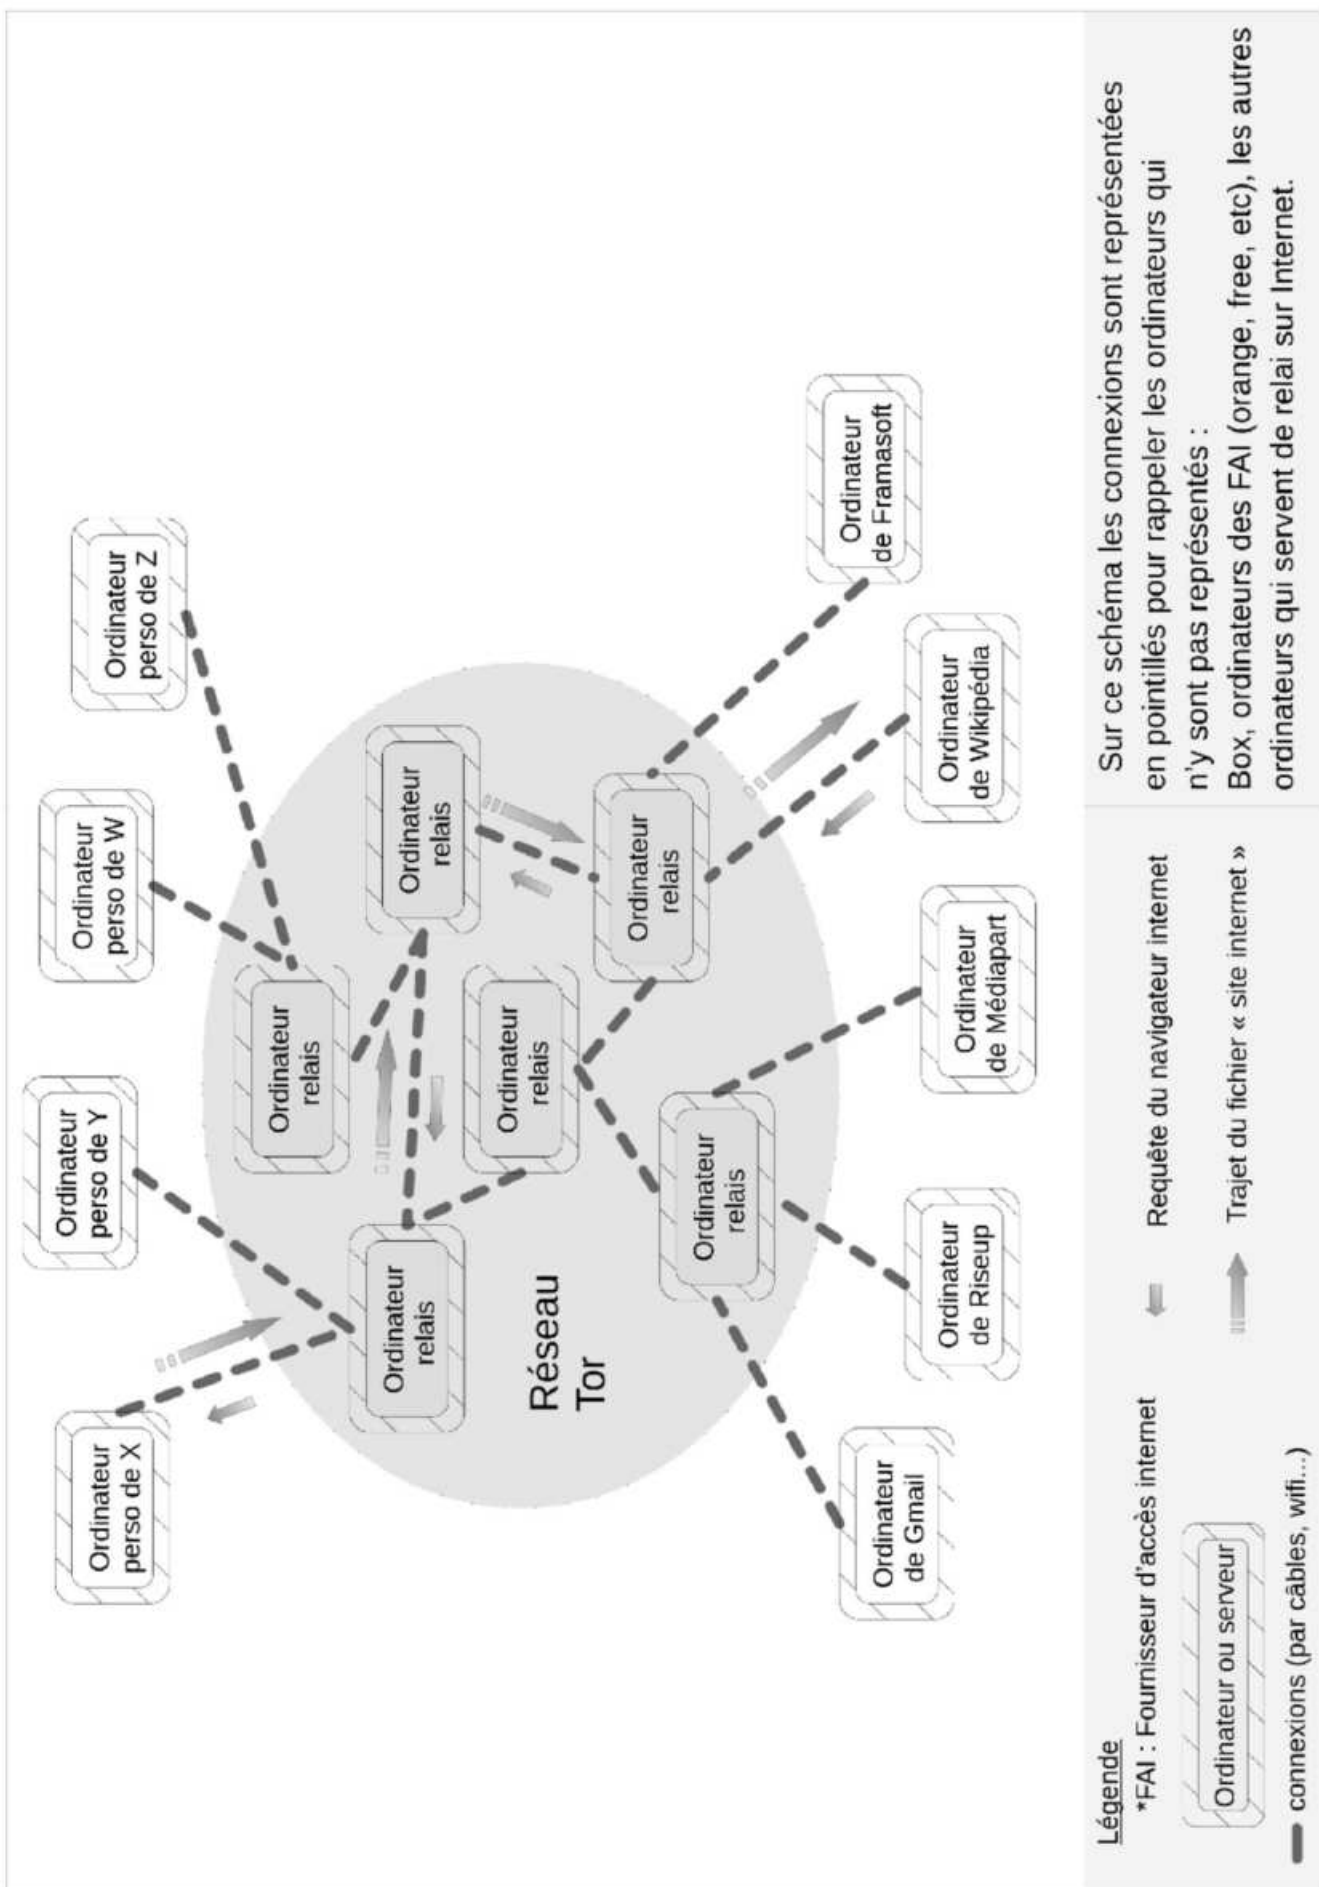 Ordinateur
perso de X
Ordinateur
perso de Y
Ordinateur
perso de W
Ordinateur
perso de Z
Ordinateur
relais
Ordinateur
relais
Ordinateur
relais
Ordinateur
relais
Ordinateur
relais
Ordinateur
relais
Réseau
Tor
Ordinateur
de Gmail
Ordinateur
de Riseup
Ordinateur
de Médiapart
Ordinateur
de Wikipédia
Ordinateur
de Framasoft
Légende
*FAI : Fournisseur d'accès internet
Ordinateur ou serveur
connexions (par câbles, wifi...)
Requête du navigateur internet
Trajet du fichier « site internet »
Sur ce schéma les connexions sont représentées
en pointillés pour rappeler les ordinateurs qui
n'y sont pas représentés :
Box, ordinateurs des FAI (orange, free, etc), les autres
ordinateurs qui servent de relai sur Internet.